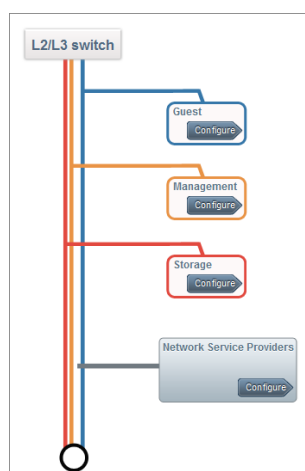 L2/L3 switch
Guest
Configure
Management
Configure
Storage
Configure
Network Service Providers
Configure